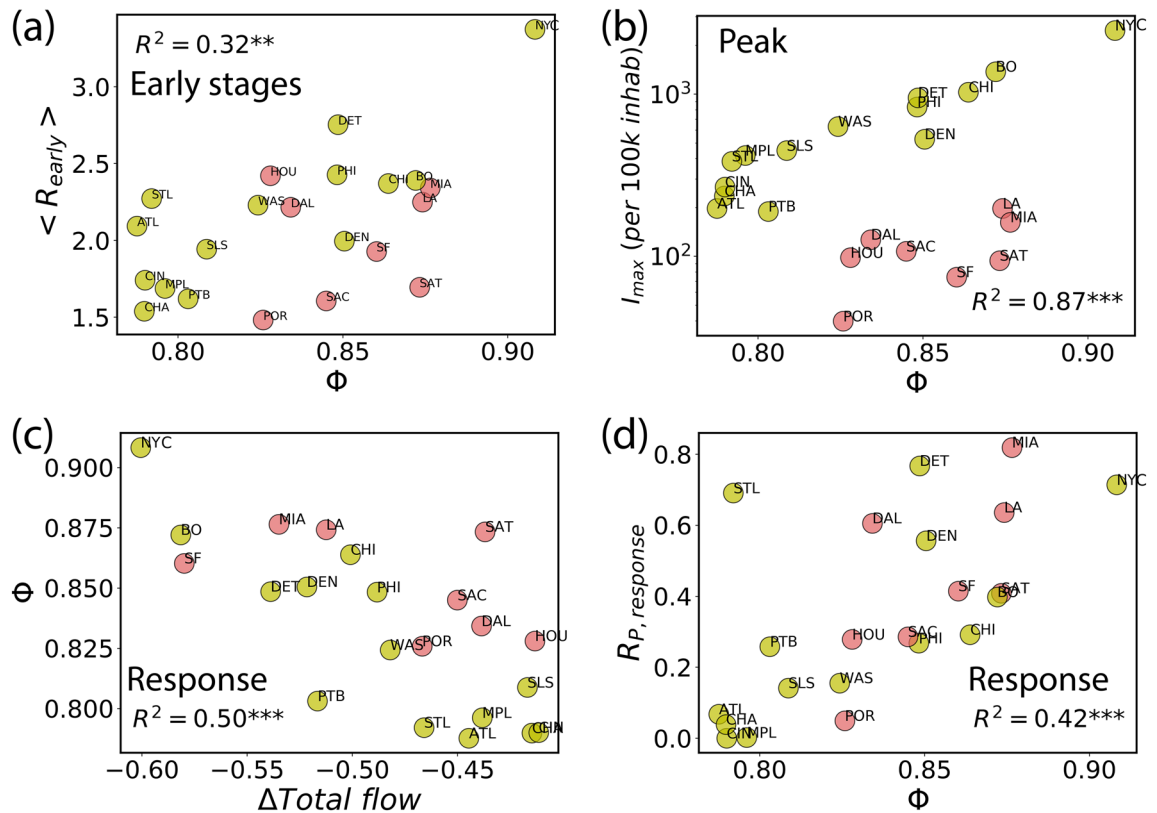 (a)
R² = 0.32**
Early stages
NYC
DET
HOU
PHI
CHI
BO
MIA
LA
STL
WAS
DAL
ATL
SLS
DEN
SF
CIN
MPL
PTB
SAC
SAT
CHA
POR
3.0
2.5
2.0
1.5
< R_early >
0.80
0.85
0.90
Φ
(b)
Peak
NYC
BO
CHI
DET
PHI
WAS
DEN
SLS
MPL
STL
CIN
CHA
ATL
PTB
LA
MIA
DAL
HOU
SAC
SAT
SF
POR
R² = 0.87***
10³
10²
I_max (per 100k inhab)
0.80
0.85
0.90
Φ
(c)
NYC
BO
SF
MIA
LA
SAT
CHI
DET
DEN
PHI
SAC
DAL
WAS
POR
HOU
PTB
SLS
STL
MPL
ATL
CHA
CIN
Response
R² = 0.50***
0.900
0.875
0.850
0.825
0.800
Φ
−0.60
−0.55
−0.50
−0.45
ΔTotal flow
(d)
MIA
DET
NYC
STL
DAL
LA
DEN
SF
SAT
BO
PTB
HOU
SAC
PHI
CHI
SLS
WAS
ATL
CHA
CIN
MPL
POR
Response
R² = 0.42***
0.8
0.6
0.4
0.2
0.0
R_P, response
0.80
0.85
0.90
Φ